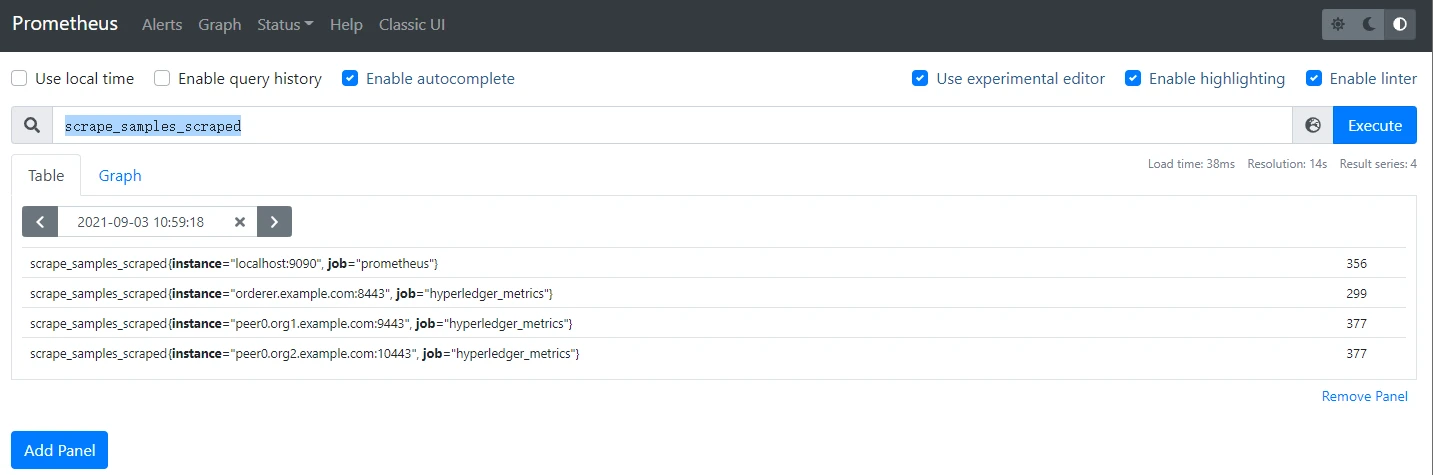 Prometheus Alerts Graph Status Help Classic UI
Use local time Enable query history Enable autocomplete Use experimental editor Enable highlighting Enable linter
scrape_samples_scraped Execute
Load time: 38ms Resolution: 14s Result series: 4
Table Graph
2021-09-03 10:59:18
scrape_samples_scraped{instance="localhost:9090", job="prometheus"} 356
scrape_samples_scraped{instance="orderer.example.com:8443", job="hyperledger_metrics"} 299
scrape_samples_scraped{instance="peer0.org1.example.com:9443", job="hyperledger_metrics"} 377
scrape_samples_scraped{instance="peer0.org2.example.com:10443", job="hyperledger_metrics"} 377
Remove Panel
Add Panel